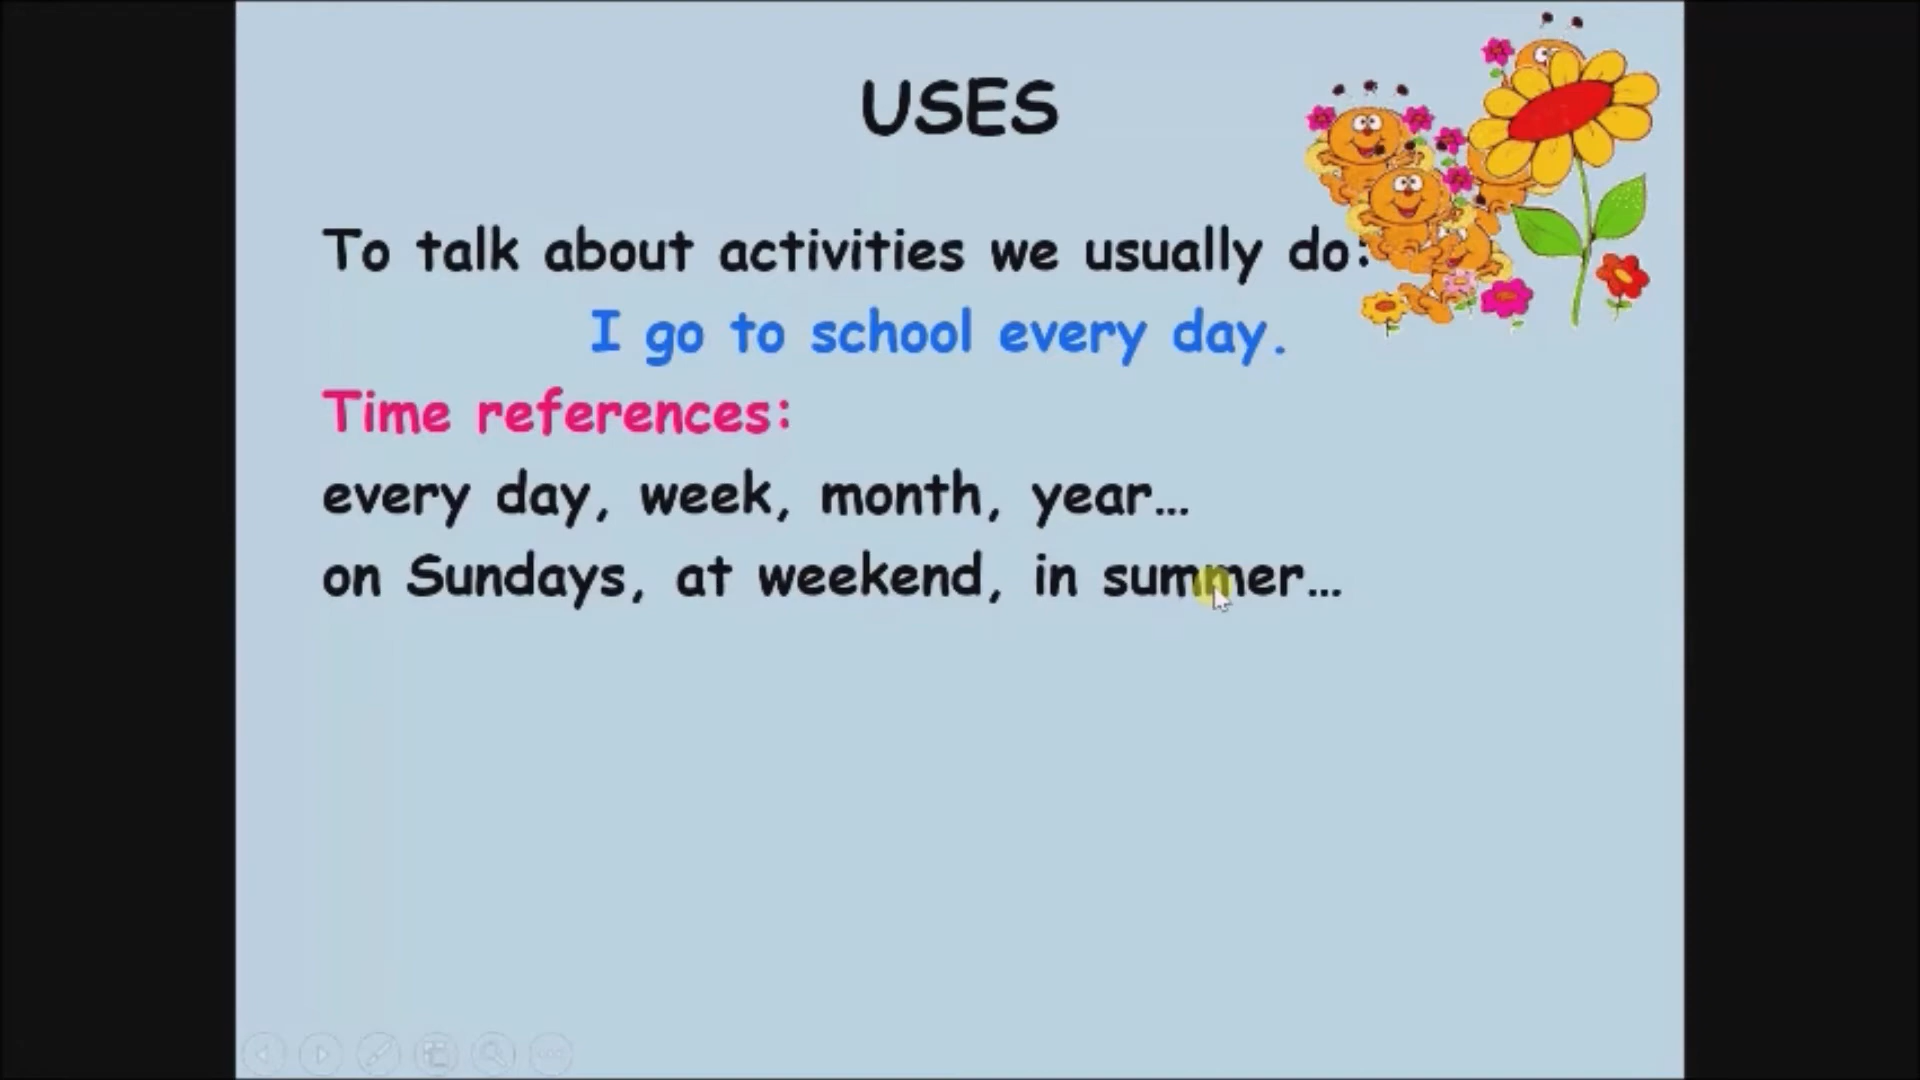 USES
To talk about activities we usually do:
I go to school every day.
Time references:
every day, week, month, year...
on Sundays, at weekend, in summer...